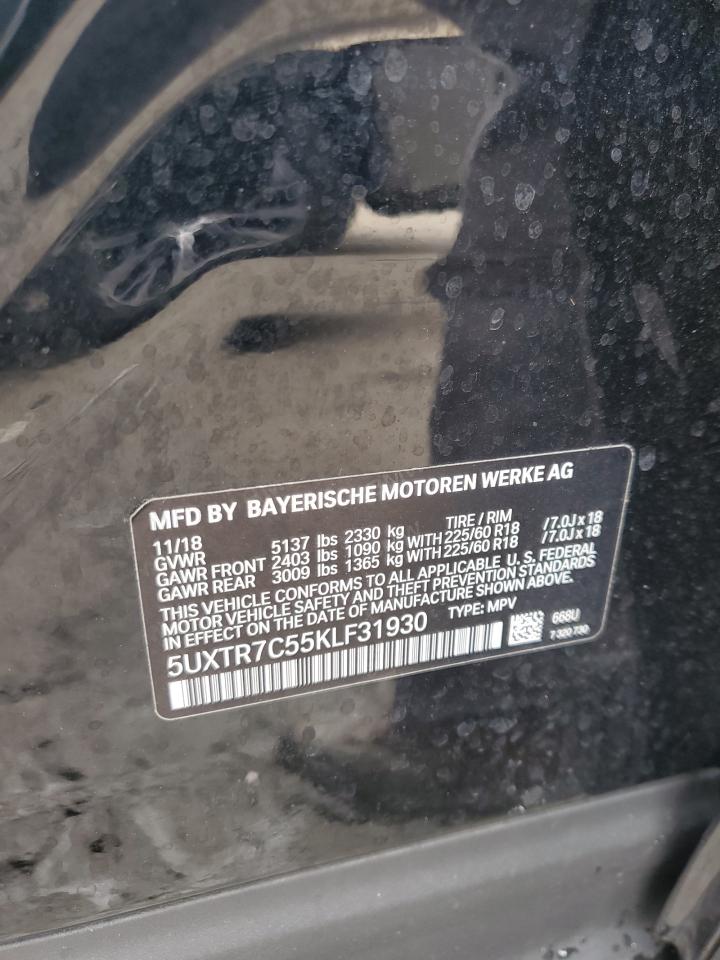 MFD BY BAYERISCHE MOTOREN WERKE AG
11/18 TIRE / RIM
GVWR 5137 lbs 2330 kg
GAWR FRONT 2403 lbs 1090 kg WITH 225/60 R18 /7.0J x 18
GAWR REAR 3009 lbs 1365 kg WITH 225/60 R18 /7.0J x 18
THIS VEHICLE CONFORMS TO ALL APPLICABLE U.S. FEDERAL
MOTOR VEHICLE SAFETY AND THEFT PREVENTION STANDARDS
IN EFFECT ON THE DATE OF MANUFACTURE SHOWN ABOVE.
5UXTR7C55KLF31930 TYPE: MPV
668U
7 320 730